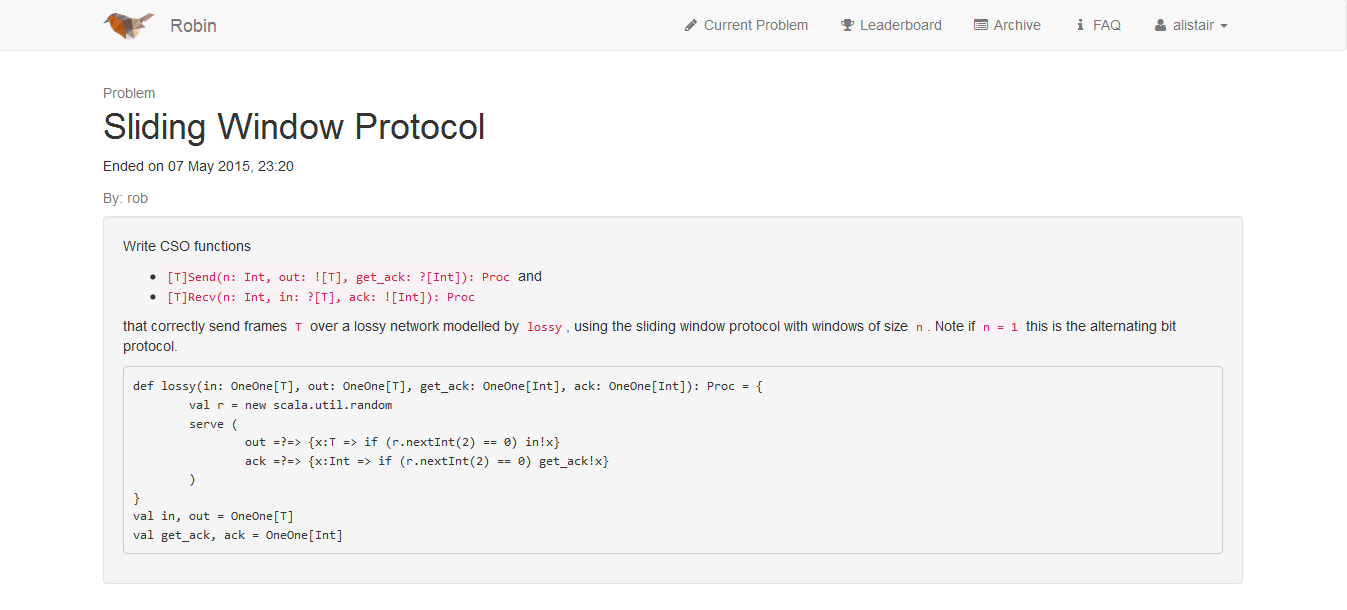 Robin
Current Problem
Leaderboard
Archive
FAQ
alistair
Problem
Sliding Window Protocol
Ended on 07 May 2015, 23:20
By: rob
Write CSO functions
• [T]Send(n: Int, out: ![T], get_ack: ?[Int]): Proc and
• [T]Recv(n: Int, in: ?[T], ack: ![Int]): Proc
that correctly send frames T over a lossy network modelled by lossy, using the sliding window protocol with windows of size n. Note if n = 1 this is the alternating bit
protocol.
def lossy(in: OneOne[T], out: OneOne[T], get_ack: OneOne[Int], ack: OneOne[Int]): Proc = {
        val r = new scala.util.random
        serve (
                out =?=> {x:T => if (r.nextInt(2) == 0) in!x}
                ack =?=> {x:Int => if (r.nextInt(2) == 0) get_ack!x}
        )
}
val in, out = OneOne[T]
val get_ack, ack = OneOne[Int]